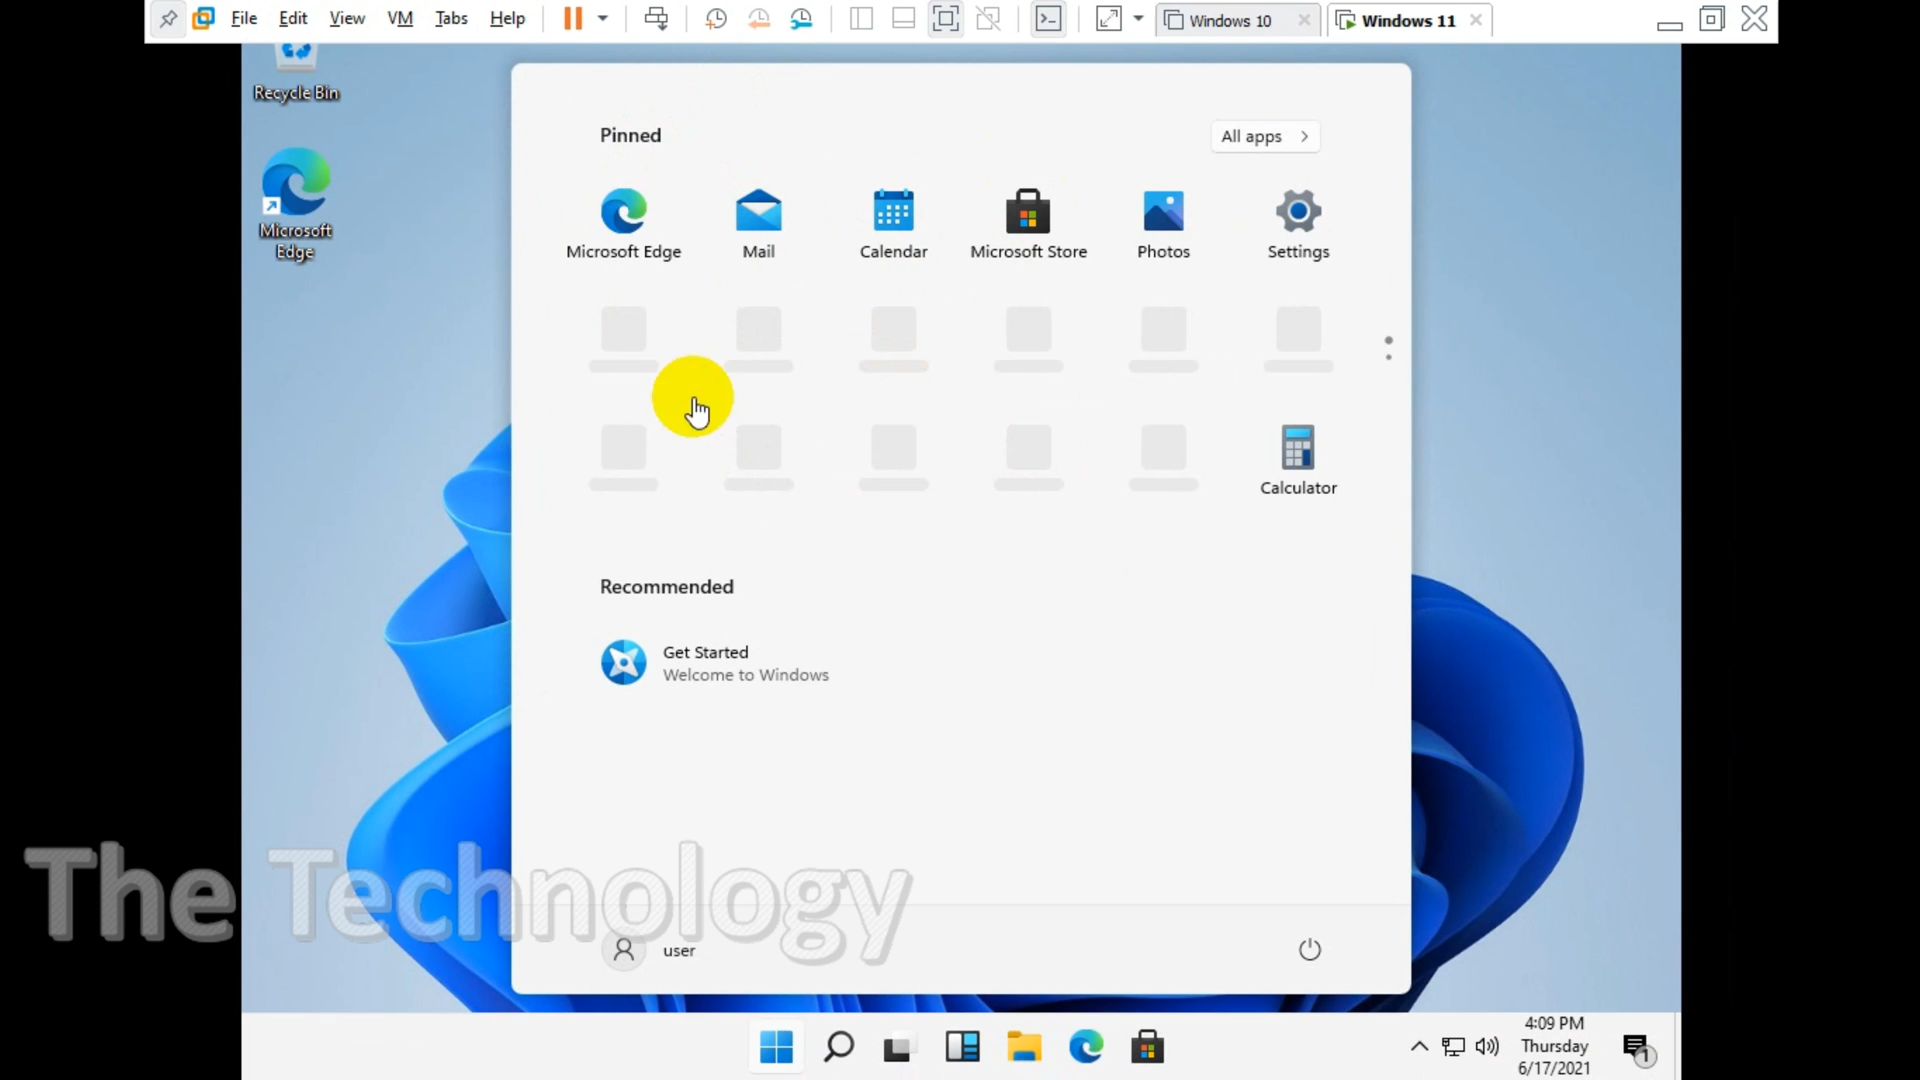 File Edit View VM Tabs Help Windows 10 Windows 11
Recycle Bin
Microsoft
Edge
Pinned
All apps
Microsoft Edge Mail Calendar Microsoft Store Photos Settings
Calculator
Recommended
Get Started
Welcome to Windows
The Technology
user
4:09 PM
Thursday
6/17/2021
1